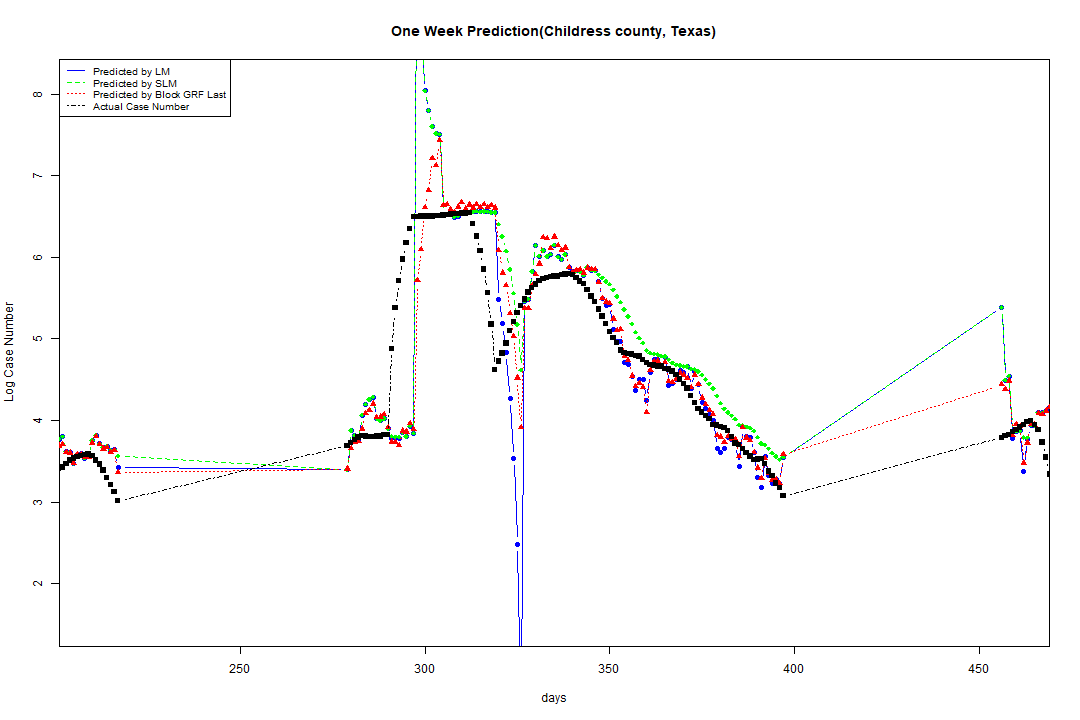 One Week Prediction(Childress county, Texas)
Predicted by LM
Predicted by SLM
Predicted by Block GRF Last
Actual Case Number
Log Case Number
8
7
6
5
4
3
2
250 300 350 400 450
days